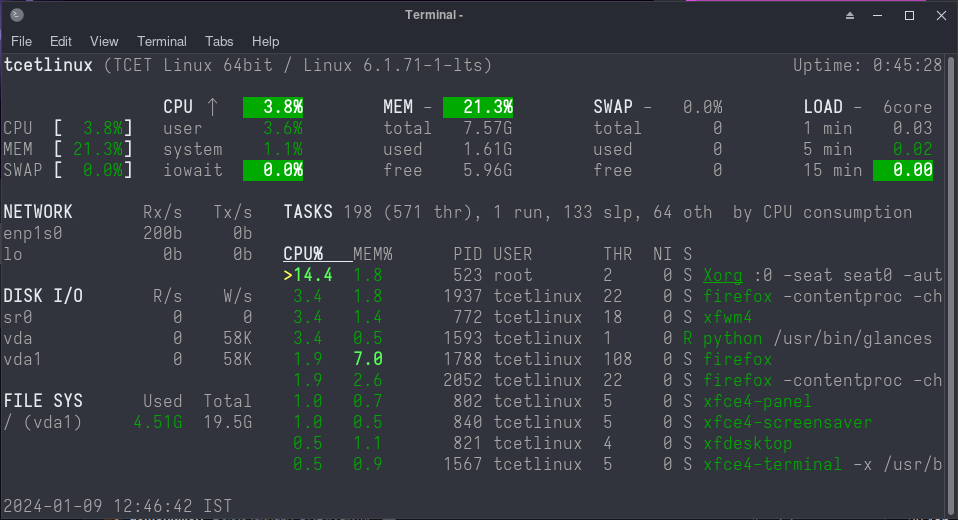 Terminal -
File Edit View Terminal Tabs Help
tcetlinux (TCET Linux 64bit / Linux 6.1.71-1-lts) Uptime: 0:45:28
CPU ↑ 3.8% MEM - 21.3% SWAP - 0.0% LOAD - 6core
CPU [ 3.8%] user 3.6% total 7.57G total 0 1 min 0.03
MEM [ 21.3%] system 1.1% used 1.61G used 0 5 min 0.02
SWAP [ 0.0%] iowait 0.0% free 5.96G free 0 15 min 0.00
NETWORK Rx/s Tx/s TASKS 198 (571 thr), 1 run, 133 slp, 64 oth by CPU consumption
enp1s0 200b 0b
lo 0b 0b CPU% MEM% PID USER THR NI S
>14.4 1.8 523 root 2 0 S Xorg :0 -seat seat0 -aut
DISK I/O R/s W/s 3.4 1.8 1937 tcetlinux 22 0 S firefox -contentproc -ch
sr0 0 0 3.4 1.4 772 tcetlinux 18 0 S xfwm4
vda 0 58K 3.4 0.5 1593 tcetlinux 1 0 R python /usr/bin/glances
vda1 0 58K 1.9 7.0 1788 tcetlinux 108 0 S firefox
1.9 2.6 2052 tcetlinux 22 0 S firefox -contentproc -ch
FILE SYS Used Total 1.0 0.7 802 tcetlinux 5 0 S xfce4-panel
/ (vda1) 4.51G 19.5G 1.0 0.5 840 tcetlinux 5 0 S xfce4-screensaver
0.5 1.1 821 tcetlinux 4 0 S xfdesktop
0.5 0.9 1567 tcetlinux 5 0 S xfce4-terminal -x /usr/b
2024-01-09 12:46:42 IST